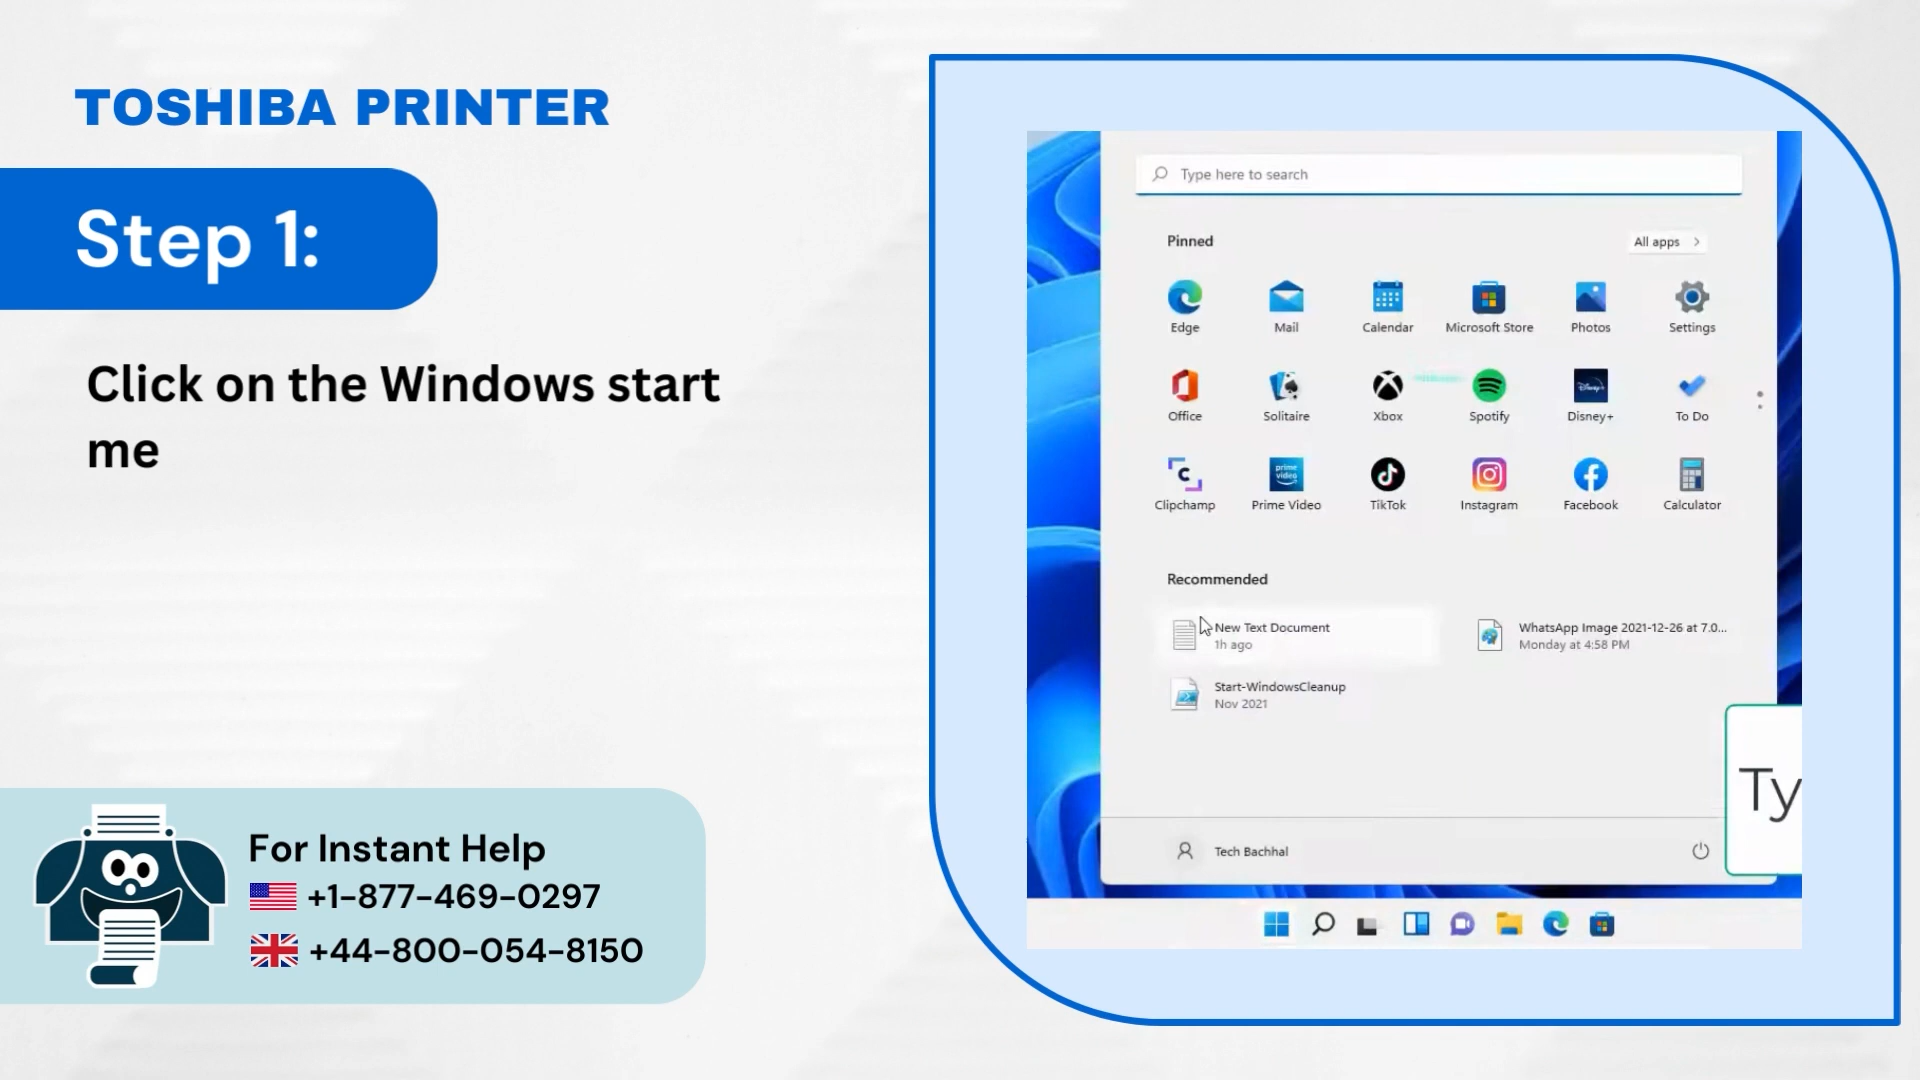 TOSHIBA PRINTER
Step 1:
Click on the Windows start
me
For Instant Help
+1-877-469-0297
+44-800-054-8150
Type here to search
Pinned
All apps
Edge
Mail
Calendar
Microsoft Store
Photos
Settings
Office
Solitaire
Xbox
Disney+
Spotify
Disney+
To Do
prime video
Clipchamp
Prime Video
TikTok
Instagram
Facebook
Calculator
Recommended
New Text Document
1h ago
WhatsApp Image 2021-12-26 at 7.0...
Monday at 4:58 PM
Start-WindowsCleanup
Nov 2021
Ty
Tech Bachhal